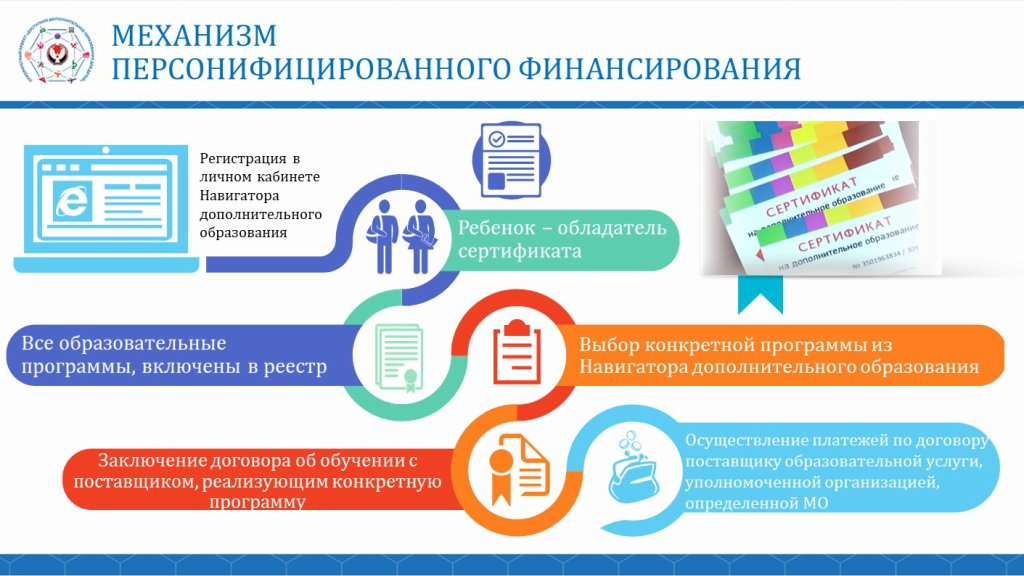 МЕХАНИЗМ
ПЕРСОНИФИЦИРОВАННОГО ФИНАНСИРОВАНИЯ
Регистрация в
личном кабинете
Навигатора
дополнительного
образования
Ребенок – обладатель
сертификата
СЕРТИФИКАТ
на дополнительное образование
СЕРТИФИКАТ
на дополнительное образование
Все образовательные
программы, включены в реестр
Выбор конкретной программы из
Навигатора дополнительного образования
Заключение договора об обучении с
поставщиком, реализующим конкретную
программу
Осуществление платежей по договору
поставщику образовательной услуги,
уполномоченной организацией,
определенной МО